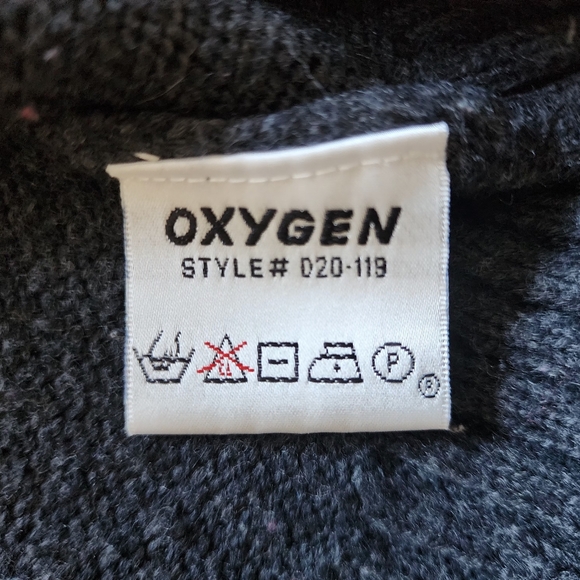 OXYGEN
STYLE# 020-119
P
®